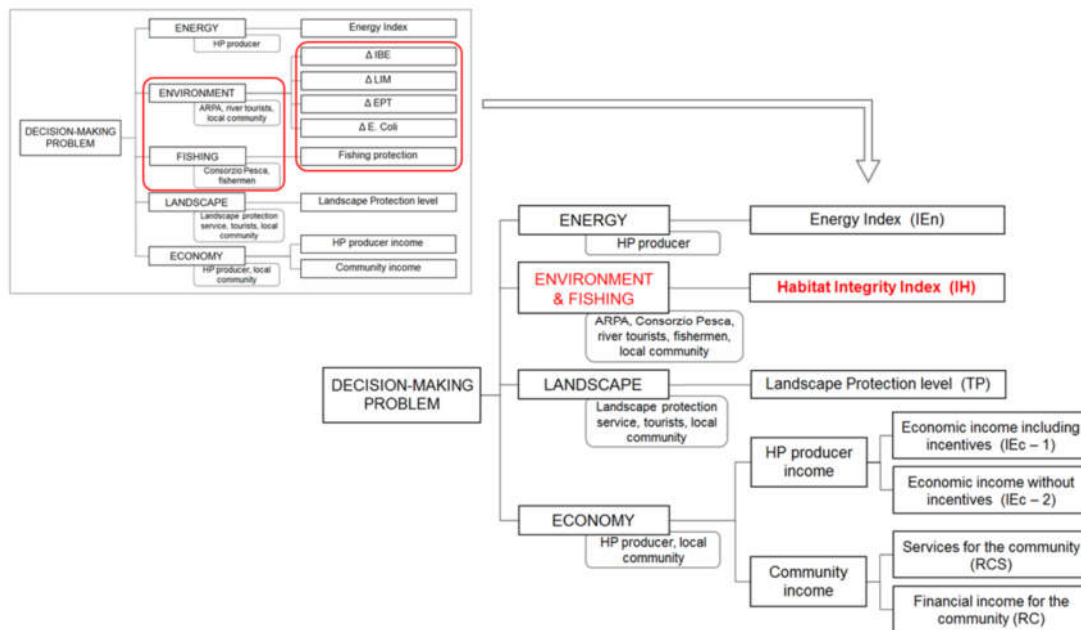 ENERGY
HP producer
Energy Index
Δ IBE
Δ LIM
ENVIRONMENT
ARPA, river tourists,
local community
Δ EPT
Δ E. Coli
DECISION-MAKING
PROBLEM
FISHING
Consorzio Pesca,
fishermen
Fishing protection
LANDSCAPE
Landscape protection
service, tourists, local
community
Landscape Protection level
ECONOMY
HP producer, local
community
HP producer income
Community income
ENERGY
HP producer
Energy Index (IEn)
ENVIRONMENT
& FISHING
ARPA, Consorzio Pesca,
river tourists, fishermen,
local community
Habitat Integrity Index (IH)
DECISION-MAKING
PROBLEM
LANDSCAPE
Landscape protection
service, tourists, local
community
Landscape Protection level (TP)
ECONOMY
HP producer, local
community
HP producer
income
Economic income including
incentives (IEc – 1)
Economic income without
incentives (IEc – 2)
Community
income
Services for the community
(RCS)
Financial income for the
community (RC)